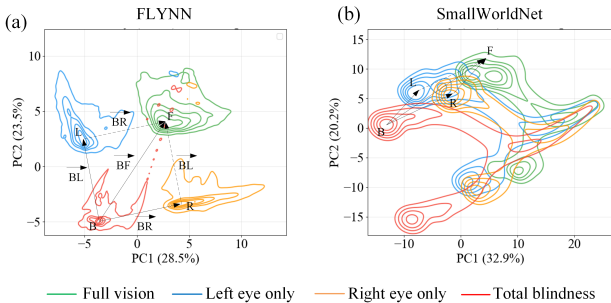 (a)
FLYNN
10
5
0
−5
PC2 (23.5%)
L
F
B
R
BR
BL
BF
BL
BR
−5
0
5
10
PC1 (28.5%)
(b)
SmallWorldNet
10
5
0
−5
−10
−15
PC2 (20.2%)
L
F
R
B
−10
0
10
20
PC1 (32.9%)
Full vision
Left eye only
Right eye only
Total blindness